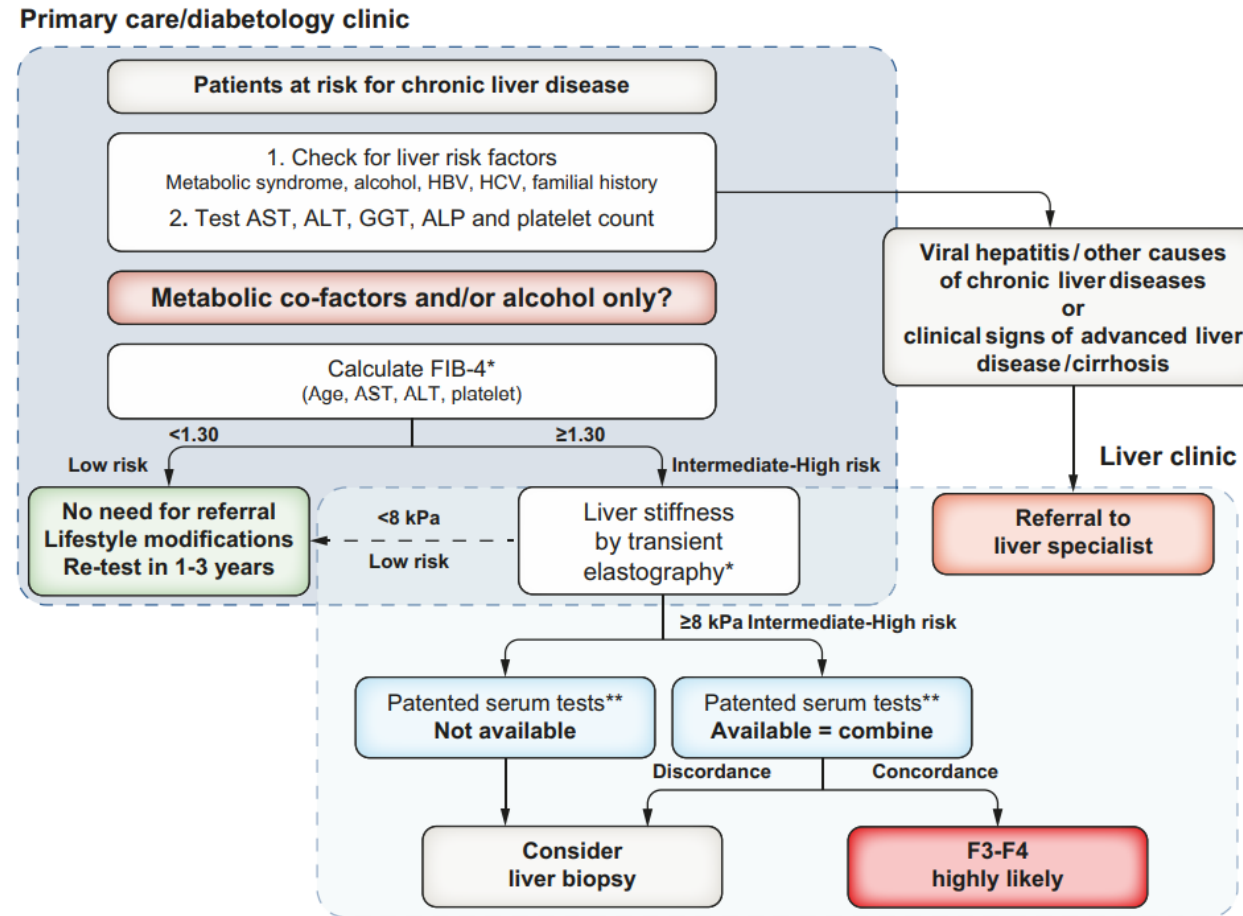 Primary care/diabetology clinic
Patients at risk for chronic liver disease
1. Check for liver risk factors
Metabolic syndrome, alcohol, HBV, HCV, familial history
2. Test AST, ALT, GGT, ALP and platelet count
Viral hepatitis/other causes
of chronic liver diseases
or
clinical signs of advanced liver
disease/cirrhosis
Metabolic co-factors and/or alcohol only?
Calculate FIB-4*
(Age, AST, ALT, platelet)
<1.30
≥1.30
Low risk
Intermediate-High risk
Liver clinic
No need for referral
Lifestyle modifications
Re-test in 1-3 years
<8 kPa
Low risk
Liver stiffness
by transient
elastography*
Referral to
liver specialist
≥8 kPa Intermediate-High risk
Patented serum tests**
Not available
Patented serum tests**
Available = combine
Discordance
Concordance
Consider
liver biopsy
F3-F4
highly likely